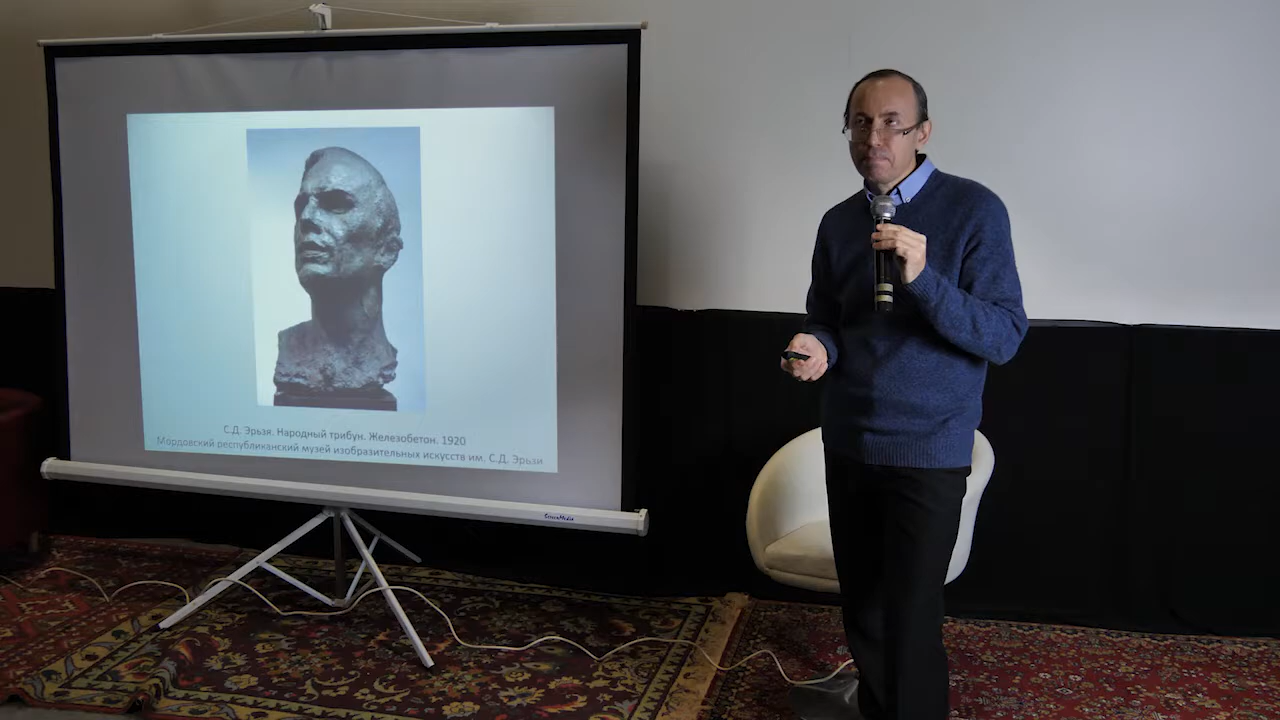 С.Д. Эрьзя. Народный трибун. Железобетон. 1920
Мордовский республиканский музей изобразительных искусств им. С.Д. Эрьзи